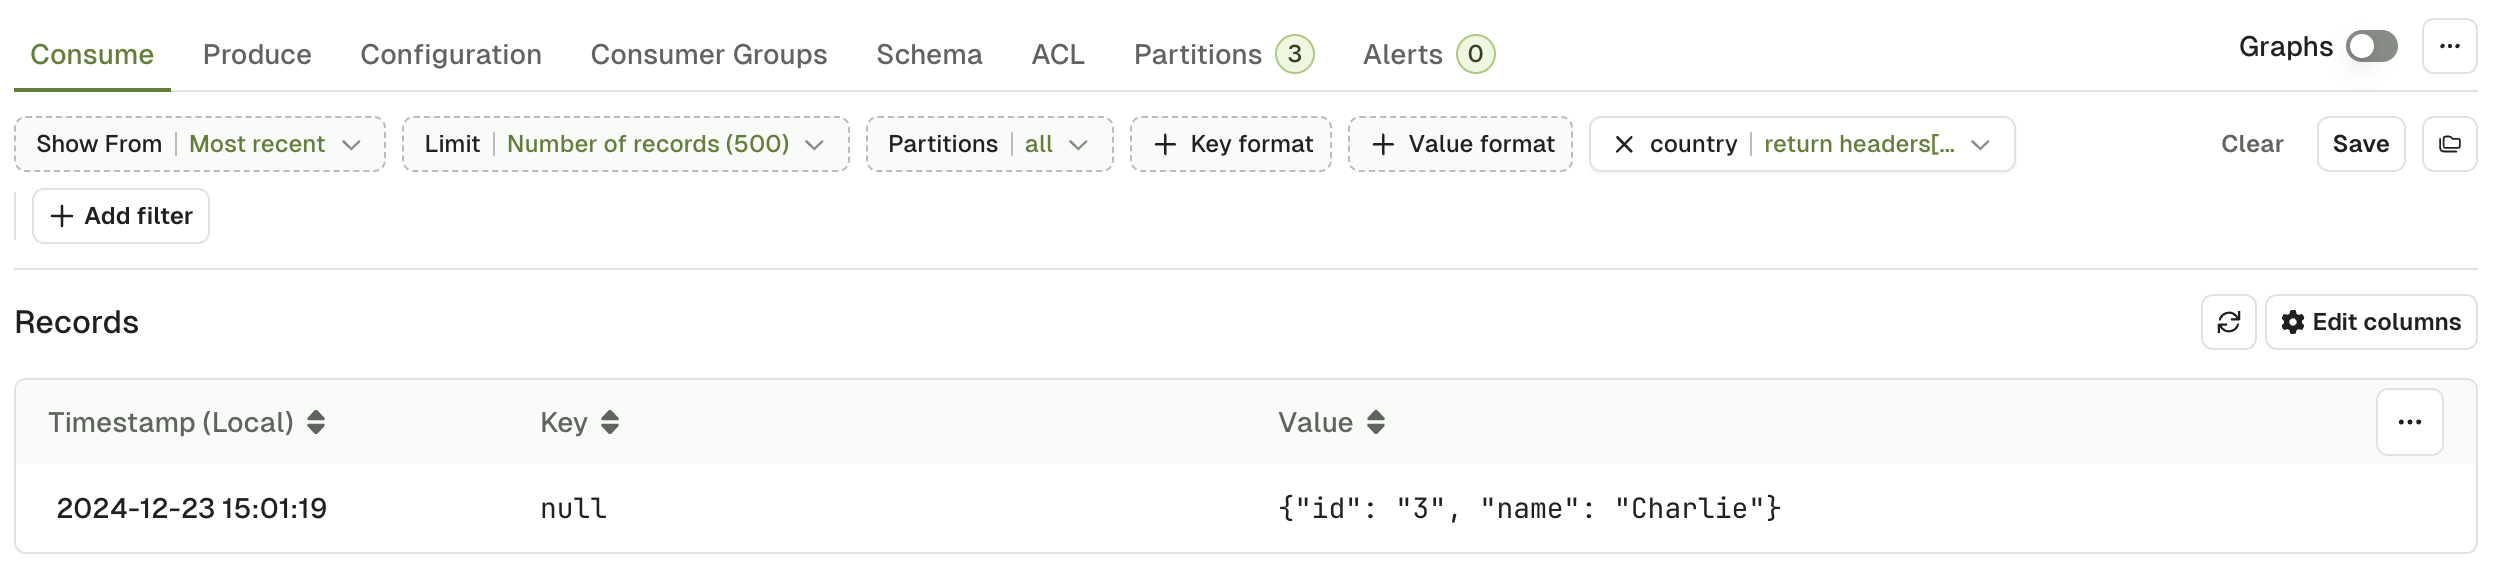 Consume Produce Configuration Consumer Groups Schema ACL Partitions 3 Alerts 0 Graphs ...
Show From Most recent Limit Number of records (500) Partitions all + Key format + Value format country return headers[... Clear Save
+ Add filter
Records Edit columns
Timestamp (Local) Key Value ...
2024-12-23 15:01:19 null {"id": "3", "name": "Charlie"}